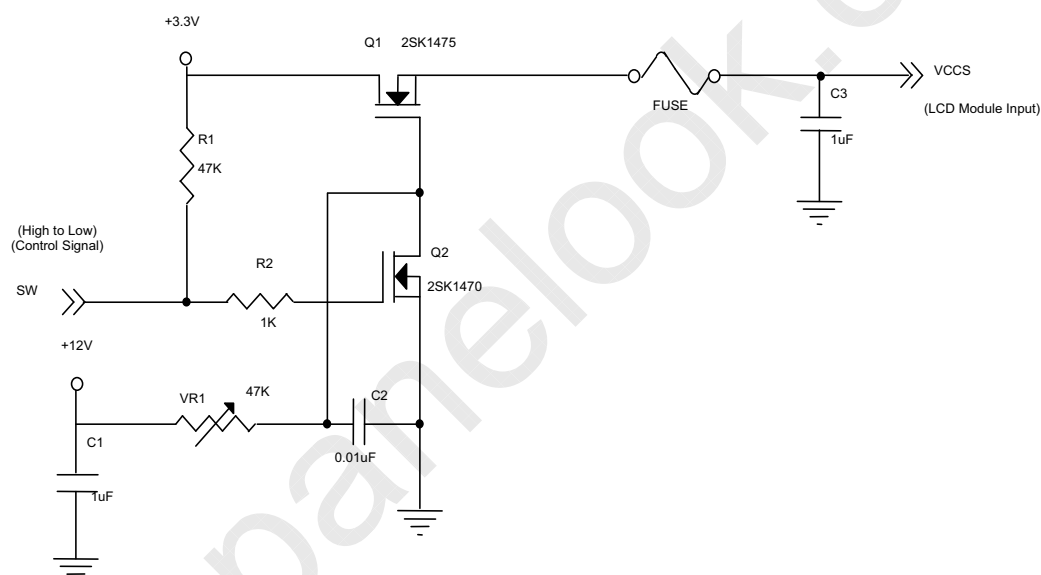 +3.3V
Q1 2SK1475
VCCS
FUSE
C3
(LCD Module Input)
R1
1uF
47K
(High to Low)
(Control Signal)
Q2
R2
2SK1470
SW
1K
+12V
47K
VR1
C2
C1
0.01uF
1uF
panelook.c